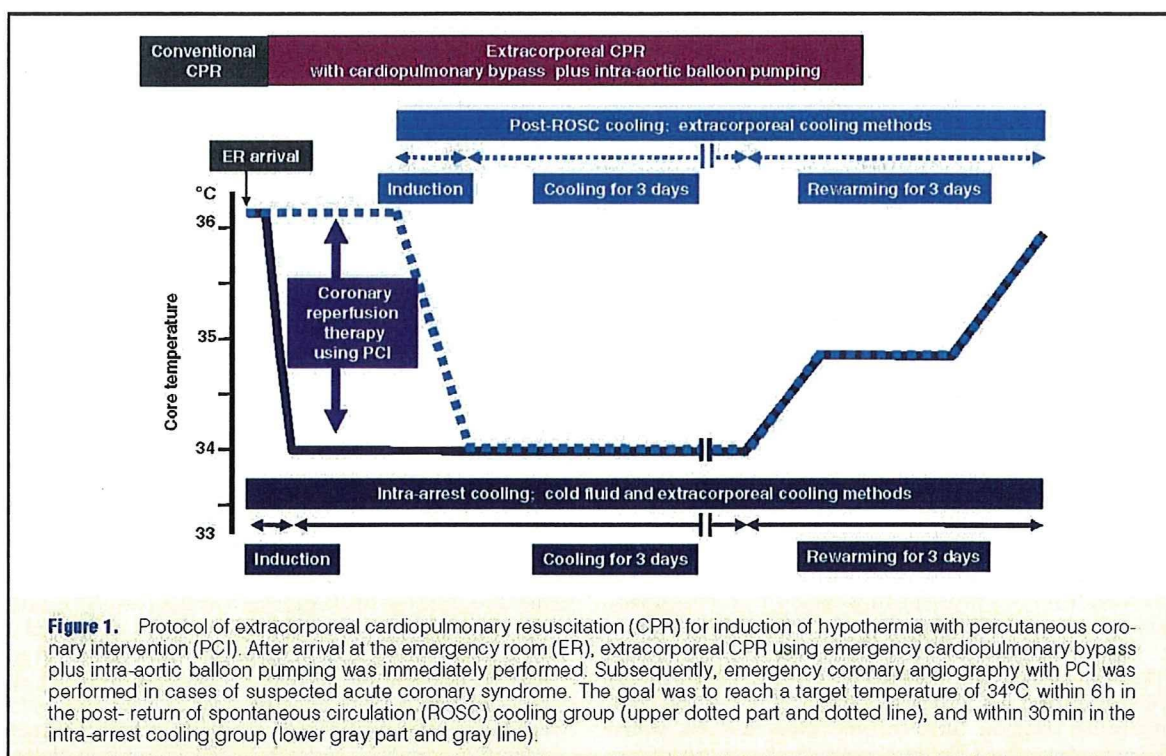 Conventional
CPR
Extracorporeal CPR
with cardiopulmonary bypass plus intra-aortic balloon pumping
Post-ROSC cooling; extracorporeal cooling methods
ER arrival
Induction
Cooling for 3 days
Rewarming for 3 days
°C
36
35
34
33
Core temperature
Coronary
reperfusion
therapy
using PCI
Intra-arrest cooling; cold fluid and extracorporeal cooling methods
Induction
Cooling for 3 days
Rewarming for 3 days
Figure 1. Protocol of extracorporeal cardiopulmonary resuscitation (CPR) for induction of hypothermia with percutaneous coro-
nary intervention (PCI). After arrival at the emergency room (ER), extracorporeal CPR using emergency cardiopulmonary bypass
plus intra-aortic balloon pumping was immediately performed. Subsequently, emergency coronary angiography with PCI was
performed in cases of suspected acute coronary syndrome. The goal was to reach a target temperature of 34°C within 6h in
the post- return of spontaneous circulation (ROSC) cooling group (upper dotted part and dotted line), and within 30min in the
intra-arrest cooling group (lower gray part and gray line).